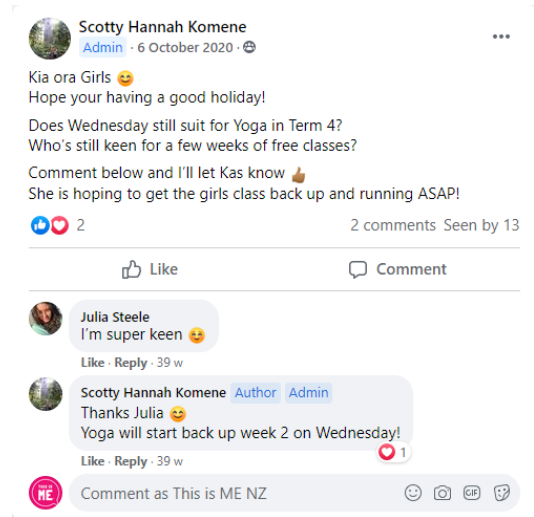 Scotty Hannah Komene
Admin · 6 October 2020 ·
Kia ora Girls 😊
Hope your having a good holiday!
Does Wednesday still suit for Yoga in Term 4?
Who's still keen for a few weeks of free classes?
Comment below and I'll let Kas know 👍🏾
She is hoping to get the girls class back up and running ASAP!
2
2 comments Seen by 13
Like
Comment
Julia Steele
I'm super keen 😊
Like · Reply · 39 w
Scotty Hannah Komene Author Admin
Thanks Julia 😊
Yoga will start back up week 2 on Wednesday!
1
Like · Reply · 39 w
THIS IS
ME
Comment as This is ME NZ
GIF